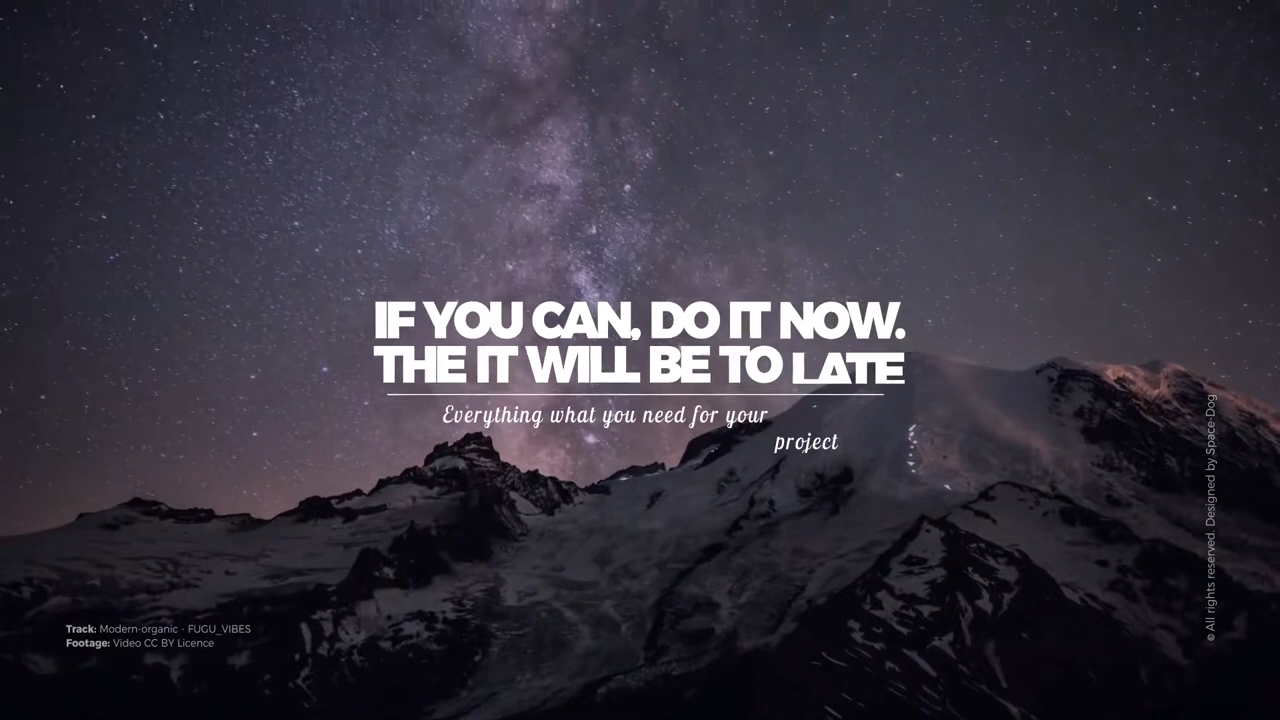 IF YOU CAN, DO IT NOW.
THE IT WILL BE TO LATE
Everything what you need for your
project
Track: Modern-organic · FUGU_VIBES
Footage: Video CC BY Licence
© All rights reserved. Designed by Space-Dog